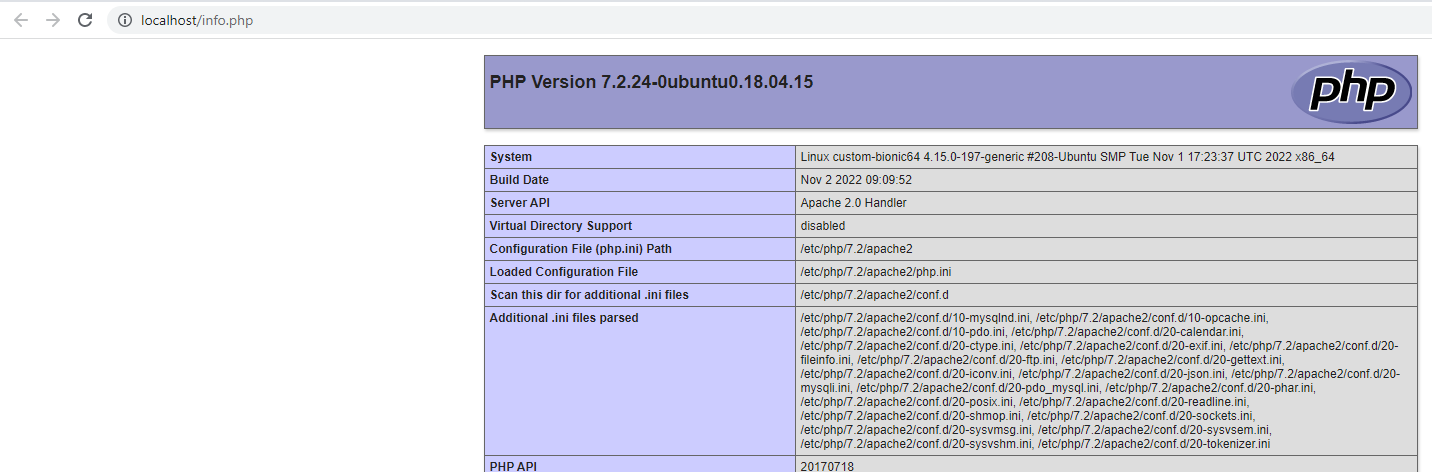 localhost/info.php
PHP Version 7.2.24-0ubuntu0.18.04.15
php
System Linux custom-bionic64 4.15.0-197-generic #208-Ubuntu SMP Tue Nov 1 17:23:37 UTC 2022 x86_64
Build Date Nov 2 2022 09:09:52
Server API Apache 2.0 Handler
Virtual Directory Support disabled
Configuration File (php.ini) Path /etc/php/7.2/apache2
Loaded Configuration File /etc/php/7.2/apache2/php.ini
Scan this dir for additional .ini files /etc/php/7.2/apache2/conf.d
Additional .ini files parsed /etc/php/7.2/apache2/conf.d/10-mysqlnd.ini, /etc/php/7.2/apache2/conf.d/10-opcache.ini,
/etc/php/7.2/apache2/conf.d/10-pdo.ini, /etc/php/7.2/apache2/conf.d/20-calendar.ini,
/etc/php/7.2/apache2/conf.d/20-ctype.ini, /etc/php/7.2/apache2/conf.d/20-exif.ini, /etc/php/7.2/apache2/conf.d/20-
fileinfo.ini, /etc/php/7.2/apache2/conf.d/20-ftp.ini, /etc/php/7.2/apache2/conf.d/20-gettext.ini,
/etc/php/7.2/apache2/conf.d/20-iconv.ini, /etc/php/7.2/apache2/conf.d/20-json.ini, /etc/php/7.2/apache2/conf.d/20-
mysqli.ini, /etc/php/7.2/apache2/conf.d/20-pdo_mysql.ini, /etc/php/7.2/apache2/conf.d/20-phar.ini,
/etc/php/7.2/apache2/conf.d/20-posix.ini, /etc/php/7.2/apache2/conf.d/20-readline.ini,
/etc/php/7.2/apache2/conf.d/20-shmop.ini, /etc/php/7.2/apache2/conf.d/20-sockets.ini,
/etc/php/7.2/apache2/conf.d/20-sysvmsg.ini, /etc/php/7.2/apache2/conf.d/20-sysvsem.ini,
/etc/php/7.2/apache2/conf.d/20-sysvshm.ini, /etc/php/7.2/apache2/conf.d/20-tokenizer.ini
PHP API 20170718